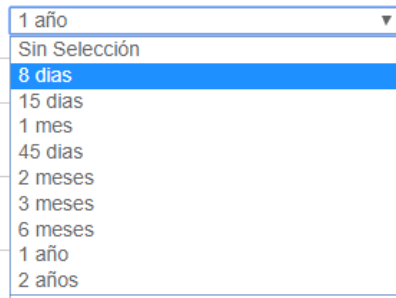 1 año
Sin Selección
8 dias
15 dias
1 mes
45 dias
2 meses
3 meses
6 meses
1 año
2 años